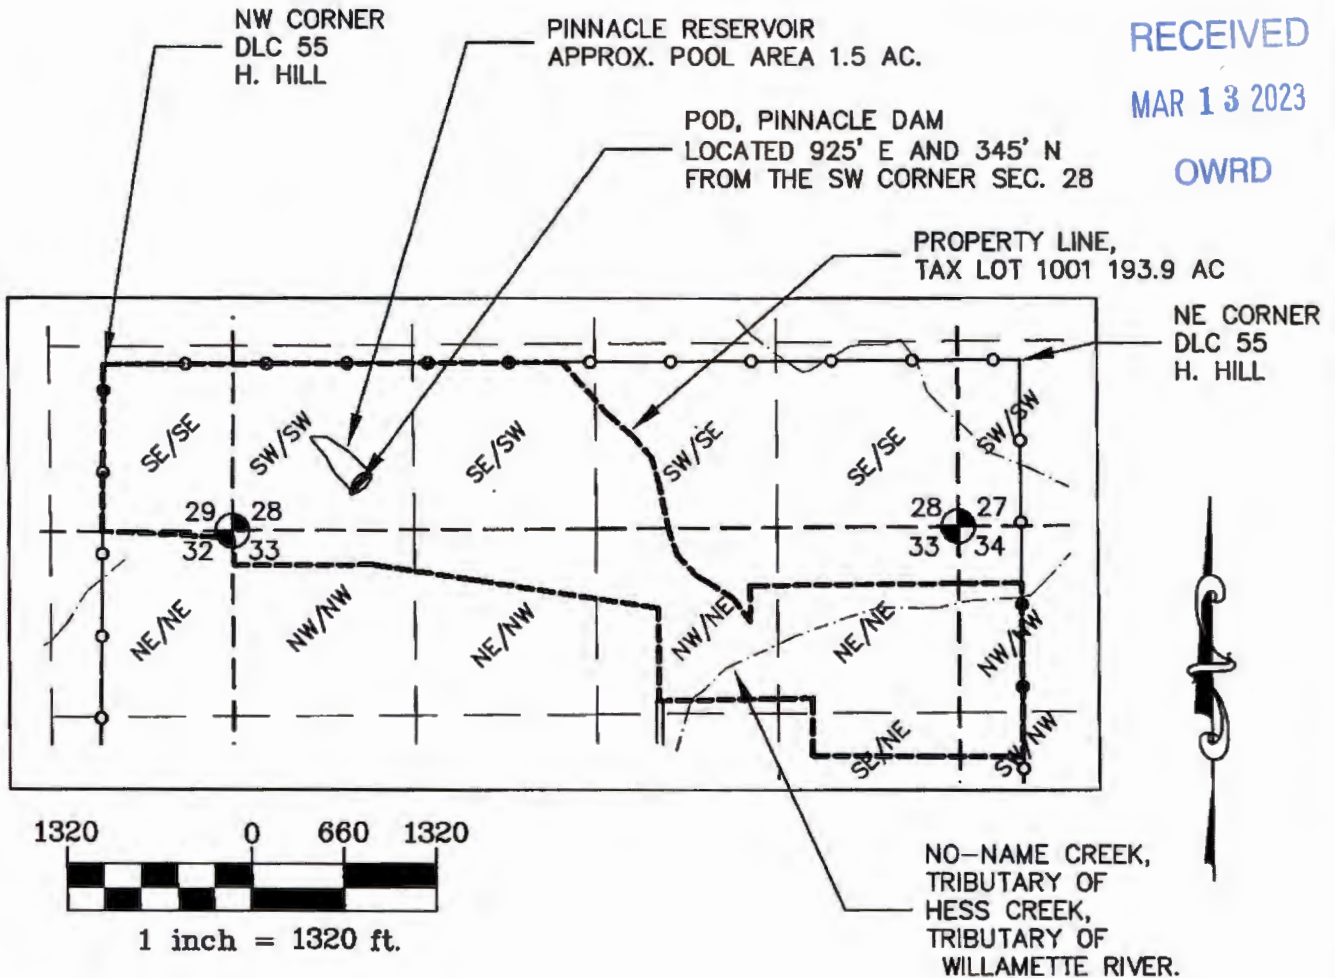 NW CORNER
DLC 55
H. HILL
PINNACLE RESERVOIR
APPROX. POOL AREA 1.5 AC.
RECEIVED
MAR 13 2023
OWRD
POD, PINNACLE DAM
LOCATED 925' E AND 345' N
FROM THE SW CORNER SEC. 28
PROPERTY LINE,
TAX LOT 1001 193.9 AC
NE CORNER
DLC 55
H. HILL
SE/SE
SW/SW
SE/SW
SW/SE
SE/SE
SW/SW
29 28
32 33
28 27
33 34
NE/NE
NW/NW
NE/NW
NW/NE
NE/NE
NW/NW
SE/NE
SW/NW
1320 0 660 1320
1 inch = 1320 ft.
NO-NAME CREEK,
TRIBUTARY OF
HESS CREEK,
TRIBUTARY OF
WILLAMETTE RIVER.